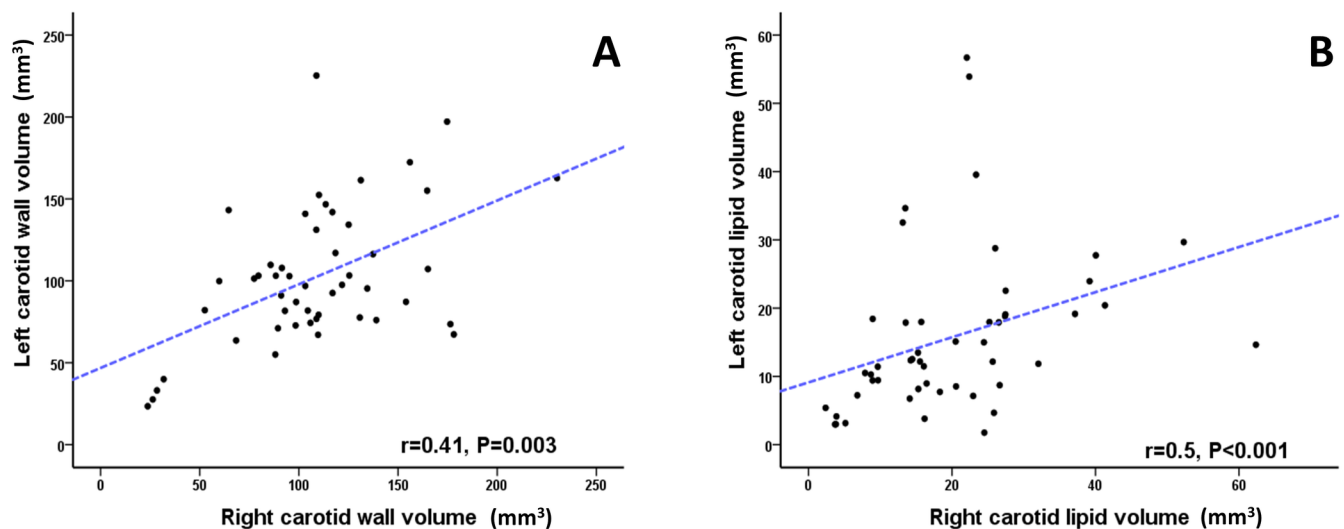 A
Left carotid wall volume (mm³)
250
200
150
100
50
0
r=0.41, P=0.003
0 50 100 150 200 250
Right carotid wall volume (mm³)
B
Left carotid lipid volume (mm³)
60
50
40
30
20
10
0
r=0.5, P<0.001
0 20 40 60
Right carotid lipid volume (mm³)